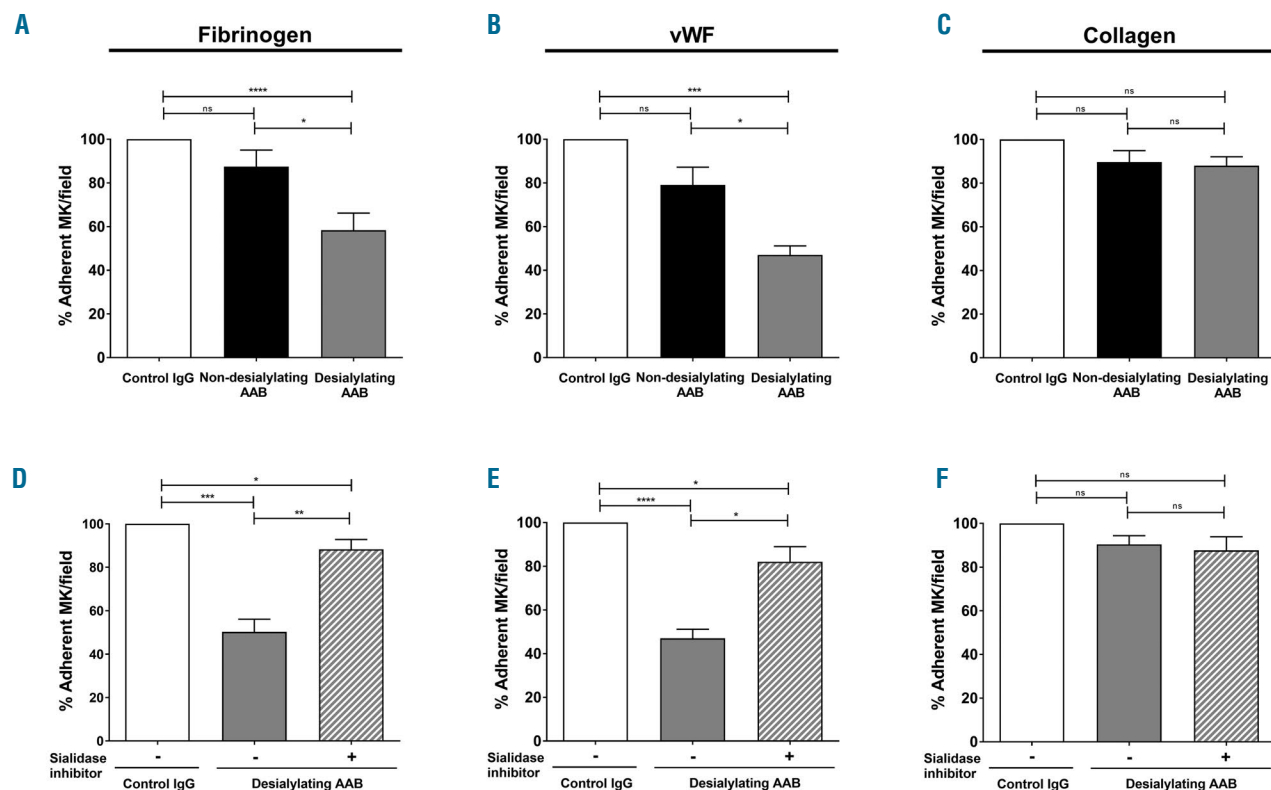 A
Fibrinogen
****
ns
*
% Adherent MK/field
100
80
60
40
20
0
Control IgG
Non-desialylating
AAB
Desialylating
AAB
B
vWF
***
ns
*
% Adherent MK/field
100
80
60
40
20
0
Control IgG
Non-desialylating
AAB
Desialylating
AAB
C
Collagen
ns
ns
ns
% Adherent MK/field
100
80
60
40
20
0
Control IgG
Non-desialylating
AAB
Desialylating
AAB
D
*
***
**
% Adherent MK/field
100
80
60
40
20
0
Sialidase
inhibitor
- - +
Control IgG
Desialylating AAB
E
*
****
*
% Adherent MK/field
100
80
60
40
20
0
Sialidase
inhibitor
- - +
Control IgG
Desialylating AAB
F
ns
ns
ns
% Adherent MK/field
100
80
60
40
20
0
Sialidase
inhibitor
- - +
Control IgG
Desialylating AAB